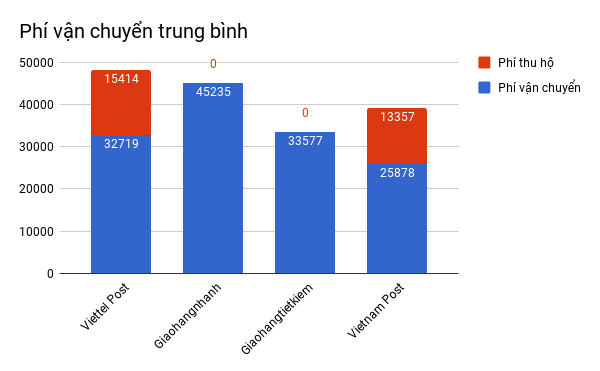 Phí vận chuyển trung bình
50000
40000
30000
20000
10000
0
15414
32719
0
45235
0
33577
13357
25878
Viettel Post
Giaohangnhanh
Giaohangtietkiem
Vietnam Post
Phí thu hộ
Phí vận chuyển